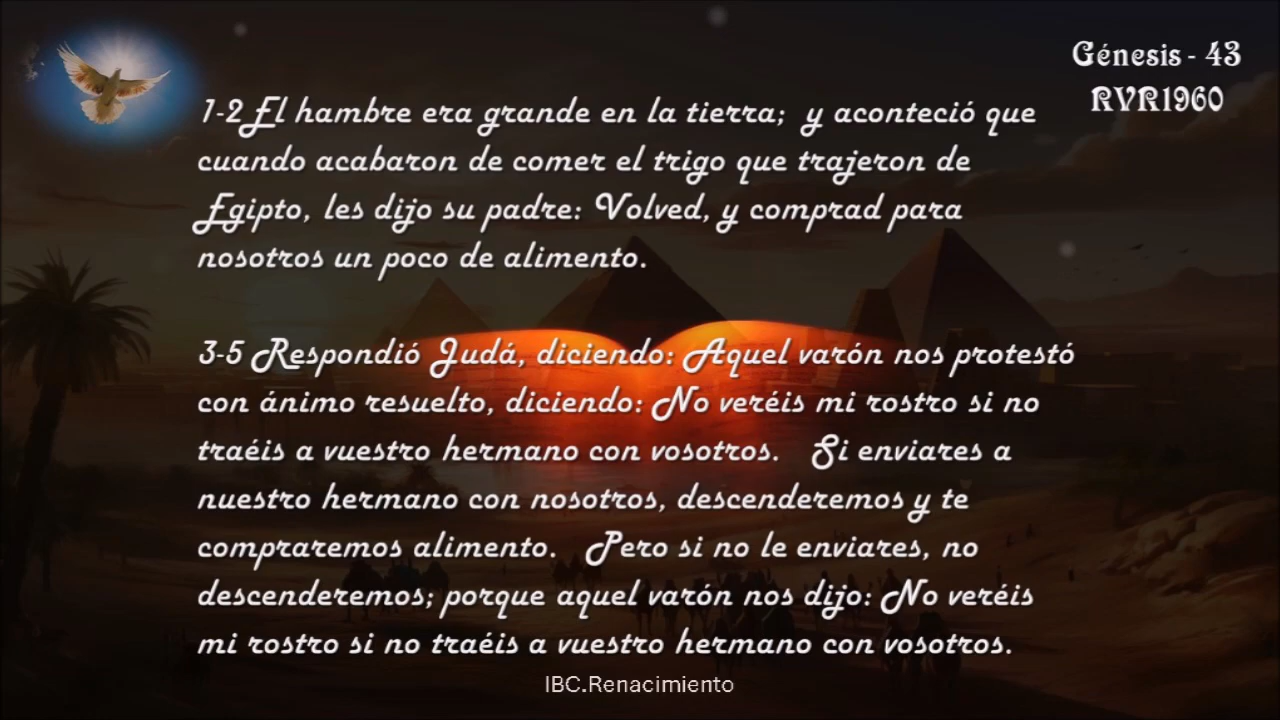 Génesis - 43
RVR1960
1-2 El hambre era grande en la tierra; y aconteció que
cuando acabaron de comer el trigo que trajeron de
Egipto, les dijo su padre: Volved, y comprad para
nosotros un poco de alimento.
3-5 Respondió Judá, diciendo: Aquel varón nos protestó
con ánimo resuelto, diciendo: No veréis mi rostro si no
traéis a vuestro hermano con vosotros. Si enviares a
nuestro hermano con nosotros, descenderemos y te
compraremos alimento. Pero si no le enviares, no
descenderemos; porque aquel varón nos dijo: No veréis
mi rostro si no traéis a vuestro hermano con vosotros.
IBC.Renacimiento